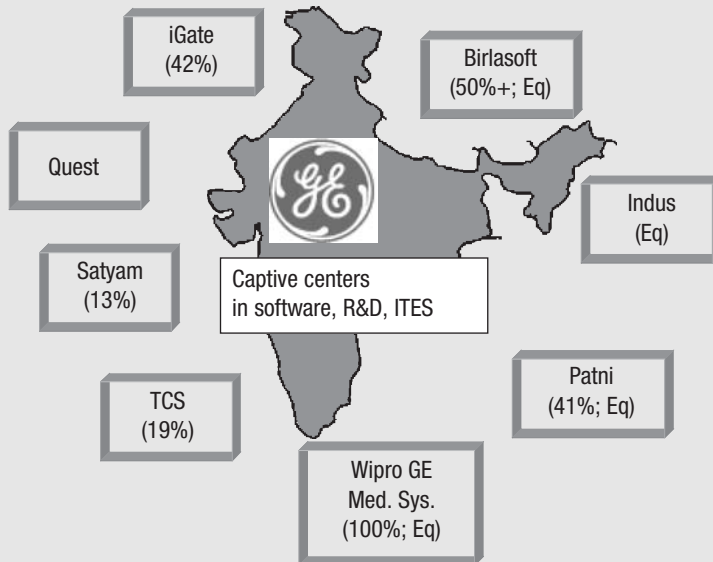 iGate
(42%)
Birlasoft
(50%+; Eq)
Quest
GE
Indus
(Eq)
Satyam
(13%)
Captive centers
in software, R&D, ITES
Patni
(41%; Eq)
TCS
(19%)
Wipro GE
Med. Sys.
(100%; Eq)